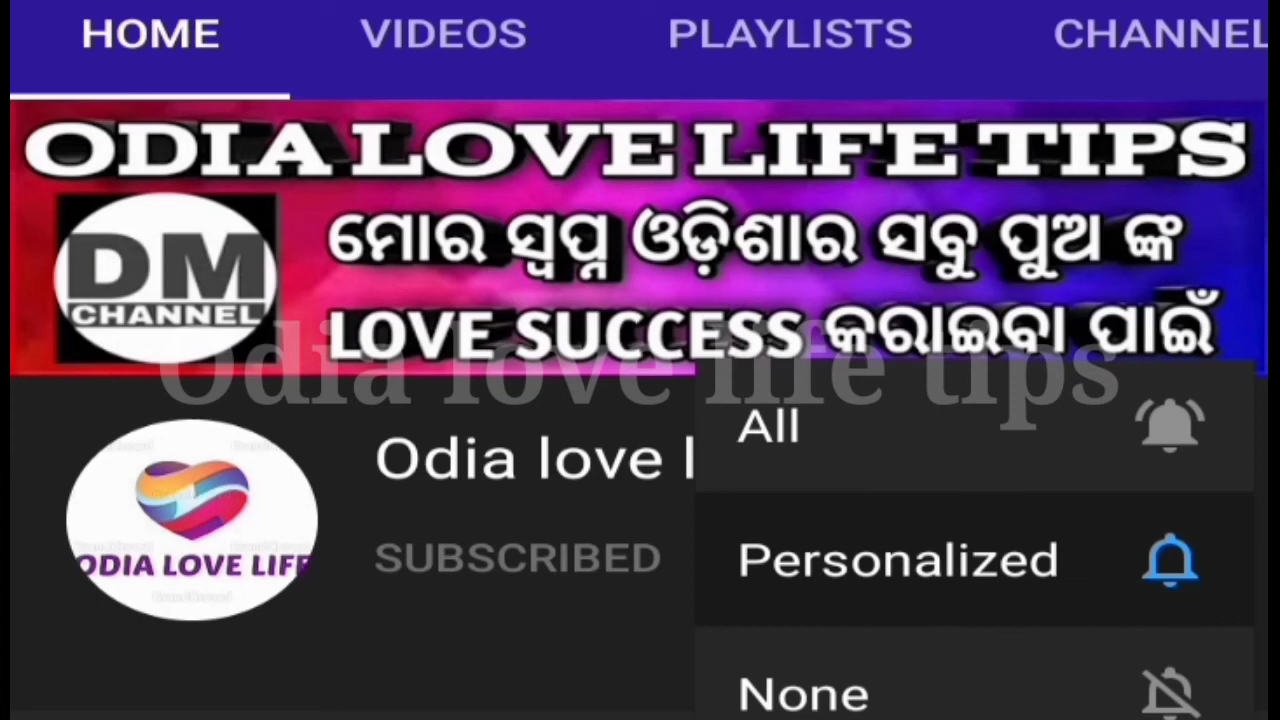 HOME VIDEOS PLAYLISTS CHANNEL
ODIA LOVE LIFE TIPS
DM
CHANNEL
ମୋର ସ୍ୱପ୍ନ ଓଡ଼ିଶାର ସବୁ ପୁଅ ଙ୍କ
LOVE SUCCESS କରାଇବା ପାଇଁ
Odia love life tips
All
Odia love l
ODIA LOVE LIFE
SUBSCRIBED
Personalized
None